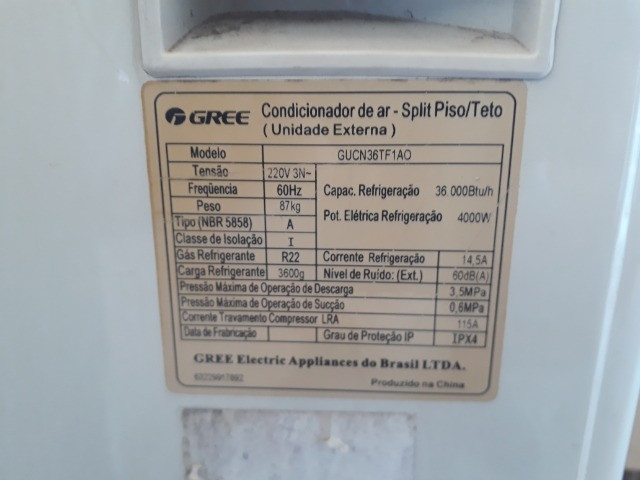 GREE Condicionador de ar - Split Piso/Teto
( Unidade Externa )
Modelo GUCN36TF1AO
Tensão 220V 3N~
Freqüência 60Hz
Capac. Refrigeração 36.000Btu/h
Peso 87kg
Pot. Elétrica Refrigeração 4000W
Tipo (NBR 5858) A
Classe de Isolação I
Gás Refrigerante R22 Corrente Refrigeração 14,5A
Carga Refrigerante 3600g Nível de Ruído: (Ext.) 60dB(A)
Pressão Máxima de Operação de Descarga 3,5MPa
Pressão Máxima de Operação de Sucção 0,6MPa
Corrente Travamento Compressor LRA 115A
Data de Frabricação Grau de Proteção IP IPX4
GREE Electric Appliances do Brasil LTDA.
Produzido na China